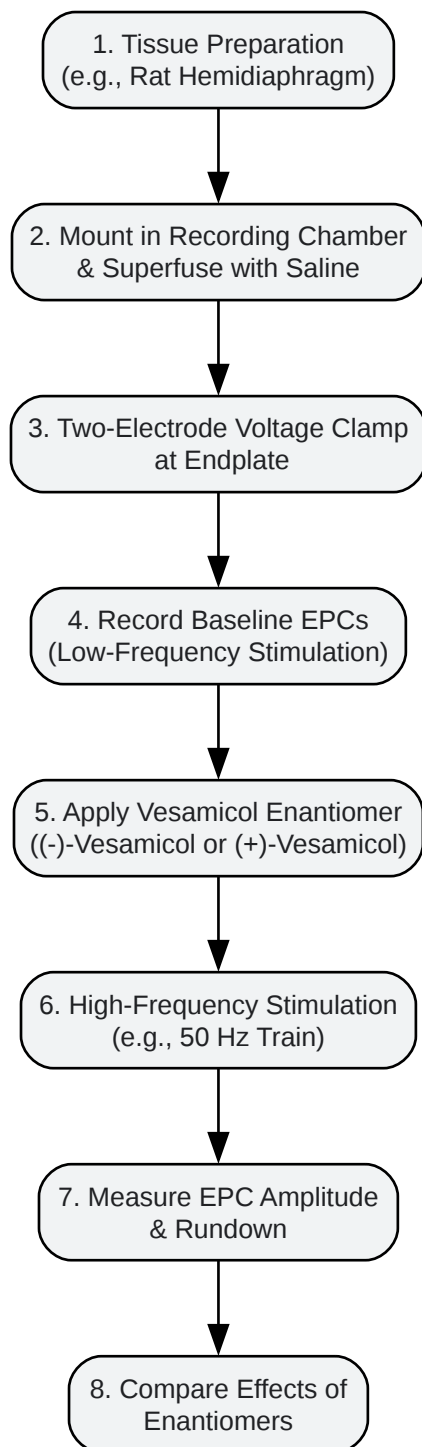 1. Tissue Preparation
(e.g., Rat Hemidiaphragm)
2. Mount in Recording Chamber
& Superfuse with Saline
3. Two-Electrode Voltage Clamp
at Endplate
4. Record Baseline EPCs
(Low-Frequency Stimulation)
5. Apply Vesamicol Enantiomer
((-)-Vesamicol or (+)-Vesamicol)
6. High-Frequency Stimulation
(e.g., 50 Hz Train)
7. Measure EPC Amplitude
& Rundown
8. Compare Effects of
Enantiomers